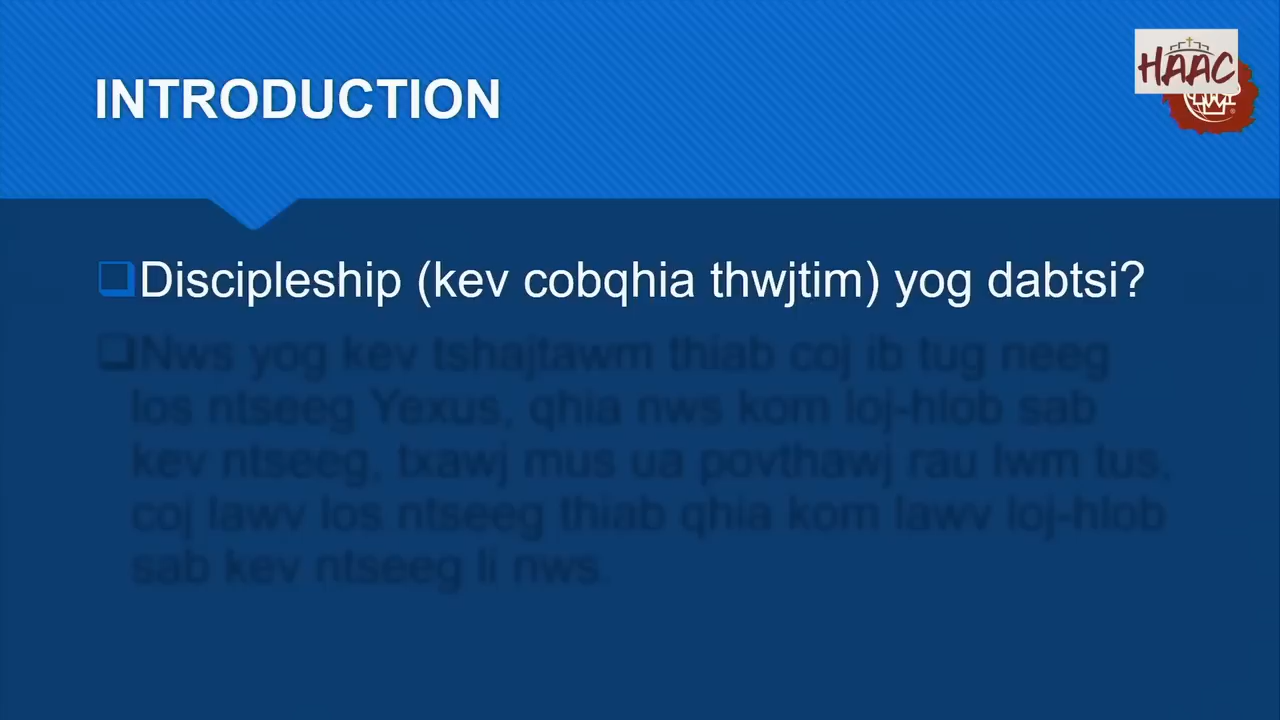 INTRODUCTION
HAAC
Discipleship (kev cobqhia thwjtim) yog dabtsi?
Nws yog kev tshajtawm thiab coj ib tug neeg
los ntseeg Yexus, qhia nws kom loj-hlob sab
kev ntseeg, txawj mus ua povthawj rau lwm tus,
coj lawv los ntseeg thiab qhia kom lawv loj-hlob
sab kev ntseeg li nws.